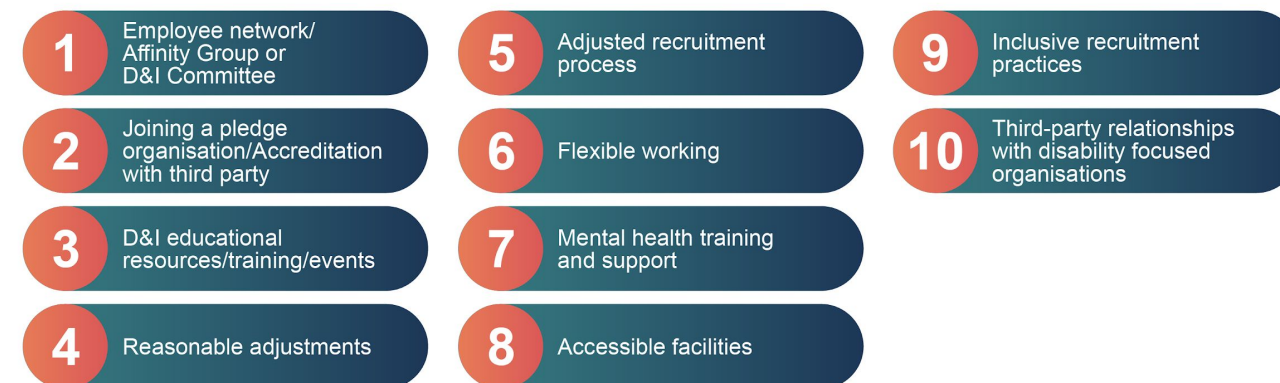 1
Employee network/
Affinity Group or
D&I Committee
2
Joining a pledge
organisation/Accreditation
with third party
3
D&I educational
resources/training/events
4
Reasonable adjustments
5
Adjusted recruitment
process
6
Flexible working
7
Mental health training
and support
8
Accessible facilities
9
Inclusive recruitment
practices
10
Third-party relationships
with disability focused
organisations